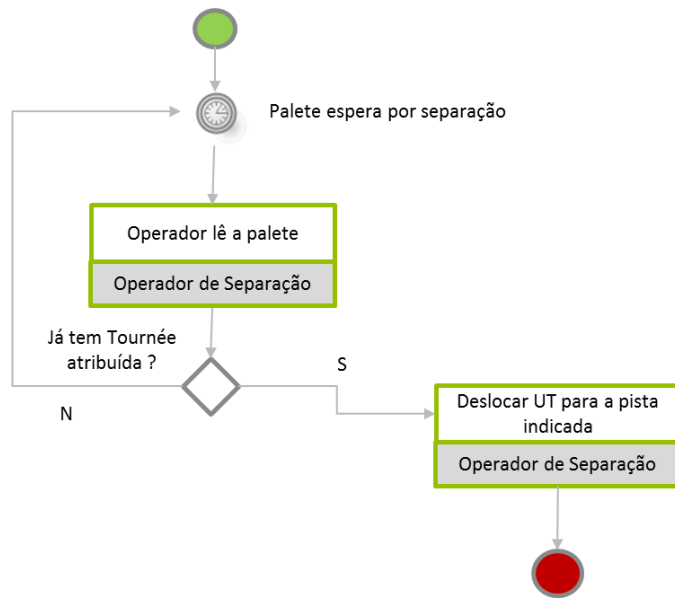 Palete espera por separação
Operador lê a palete
Operador de Separação
Já tem Tournée
atribuída ?
S
N
Deslocar UT para a pista
indicada
Operador de Separação